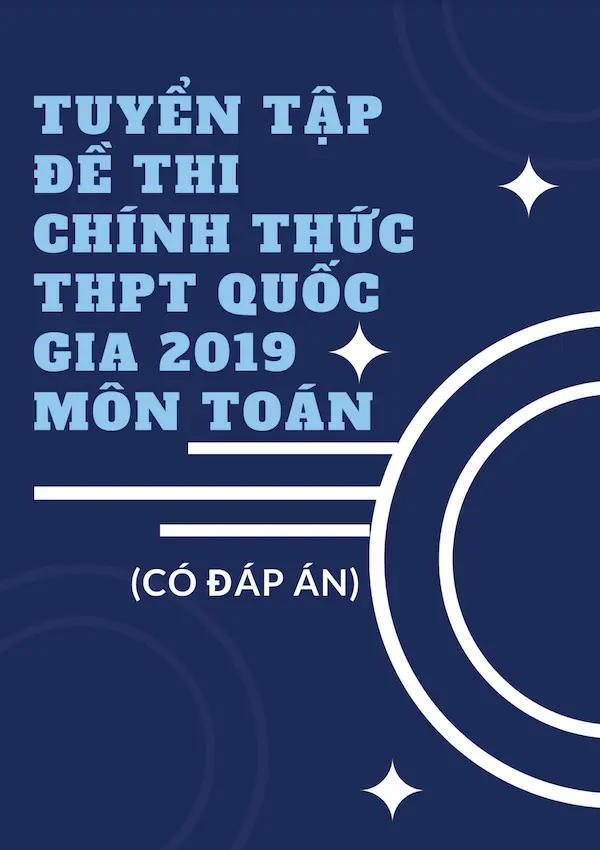 TUYỂN TẬP
ĐỀ THI
CHÍNH THỨC
THPT QUỐC
GIA 2019
MÔN TOÁN
(CÓ ĐÁP ÁN)